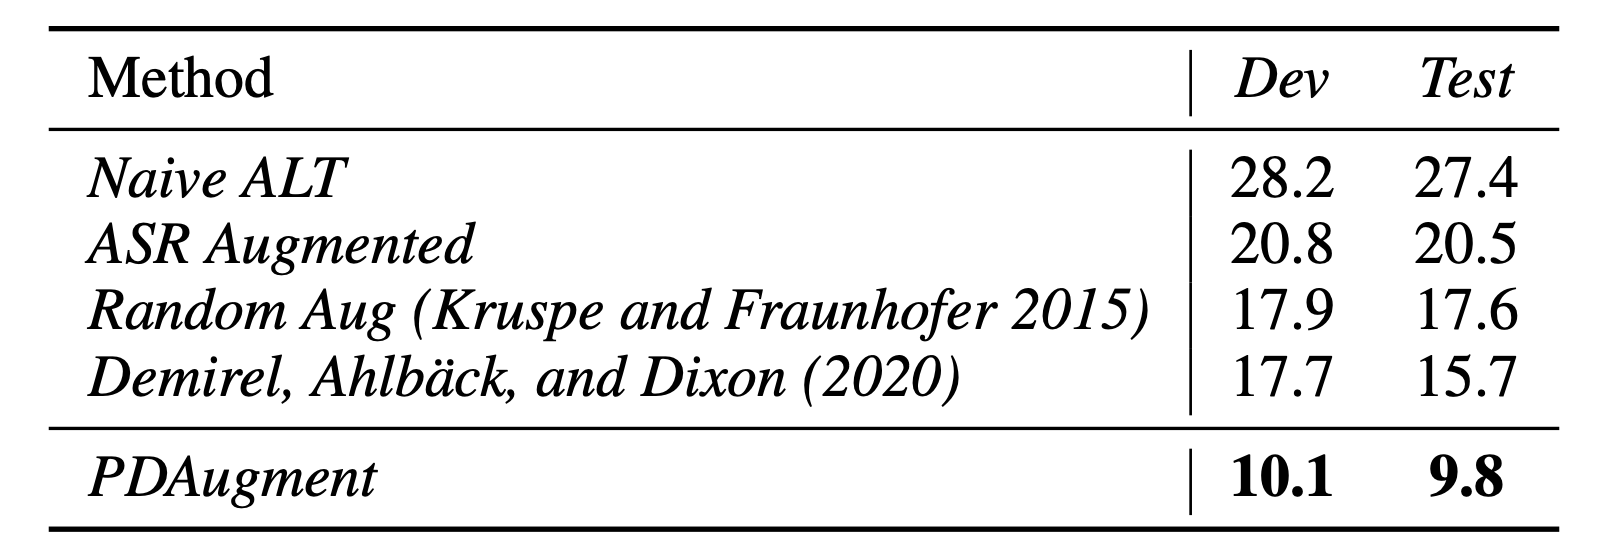 Method Dev Test
Naive ALT 28.2 27.4
ASR Augmented 20.8 20.5
Random Aug (Kruspe and Fraunhofer 2015) 17.9 17.6
Demirel, Ahlbäck, and Dixon (2020) 17.7 15.7
PDAugment 10.1 9.8